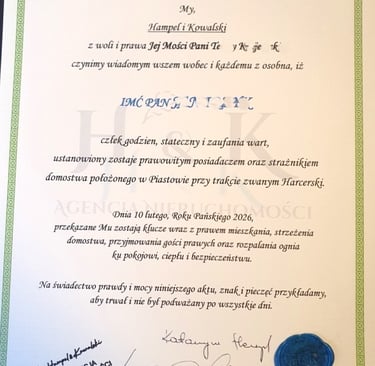 My,
Hampel i Kowalski
z woli i prawa Jej Mości Pani
czynimy wiadomym wszem wobec i każdemu z osobna, iż
IMĆ PAN
H & K
człek godzien, stateczny i zaufania wart,
ustanowiony zostaje prawowitym posiadaczem oraz strażnikiem
domostwa położonego w Piastowie przy trakcie zwanym Harcerski.
AGENCJA NIERUCHOMOŚCI
Dnia 10 lutego, Roku Pańskiego 2026,
przekazane Mu zostają klucze wraz z prawem mieszkania, strzeżenia
domostwa, przyjmowania gości prawych oraz rozpalania ognia
ku pokojowi, ciepłu i bezpieczeństwu.
Na świadectwo prawdy i mocy niniejszego aktu, znak i pieczęć przykładamy,
aby trwał i nie był podważany po wszystkie dni.
Katarzyna Hampel
Hampel & Kowalski